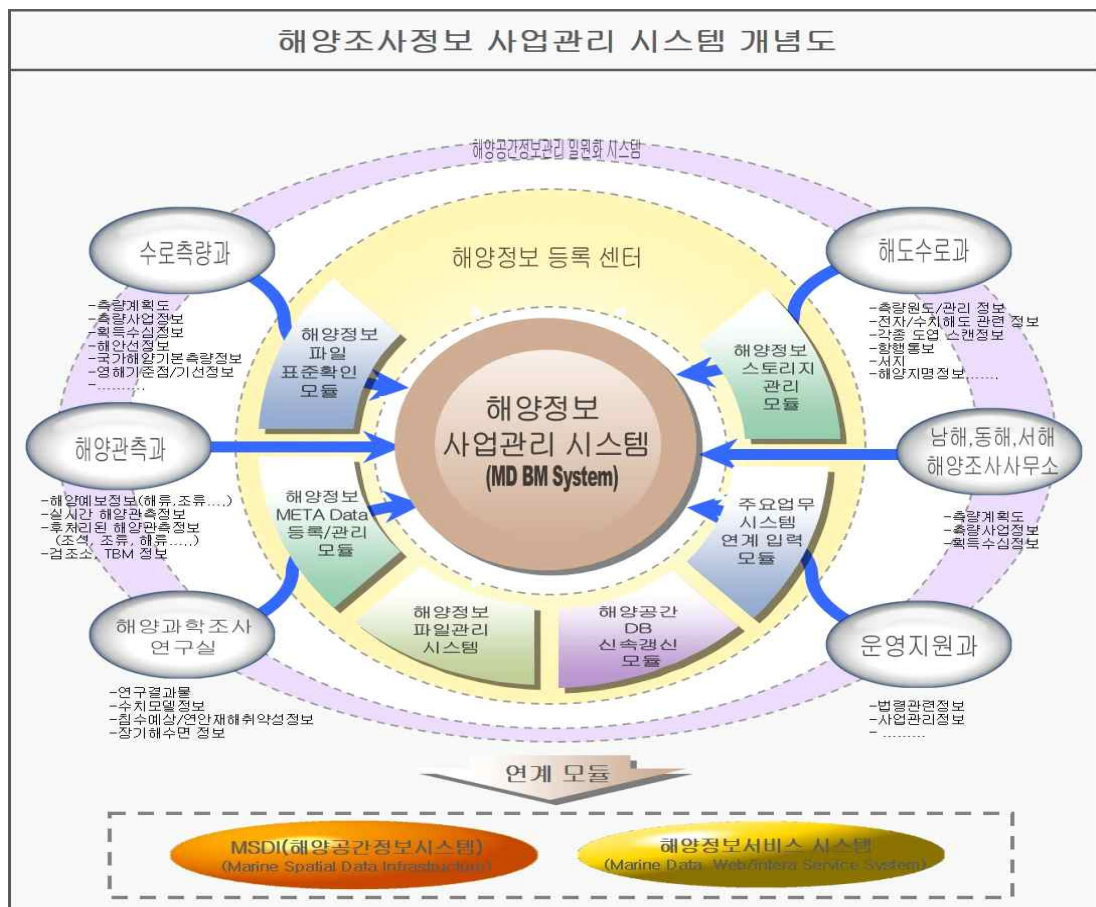 해양조사정보 사업관리 시스템 개념도
해양공간정보관리 일원화 시스템
해양정보 등록 센터
수로측량과
-측량계획도
-측량사업정보
-획득수심정보
-해안선정보
-국가해양기본측량정보
-영해기준점/기선정보
-..........
해도수로과
-측량원도/관리 정보
-전자/수치해도 관련 정보
-각종 도엽 스캔정보
-항행통보
-서지
-해양지명정보.......
해양정보
파일
표준확인
모듈
해양정보
스토리지
관리
모듈
해양정보
사업관리 시스템
(MD BM System)
해양관측과
-해양예보정보(해류,조류....)
-실시간 해양관측정보
-후처리된 해양관측정보
(조석, 조류, 해류.....)
-검조소, TBM 정보
남해,동해,서해
해양조사사무소
-측량계획도
-측량사업정보
-획득수심정보
해양정보
META Data
등록/관리
모듈
주요업무
시스템
연계 입력
모듈
해양정보
파일관리
시스템
해양공간
DB
신속갱신
모듈
해양과학조사
연구실
-연구결과물
-수치모델정보
-침수예상/연안재해취약성정보
-장기해수면 정보
운영지원과
-법령관련정보
-사업관리정보
- .........
연계 모듈
MSDI(해양공간정보시스템)
(Marine Spatial Data Infrastucture)
해양정보서비스 시스템
(Marine Data Web/Intera Service System)